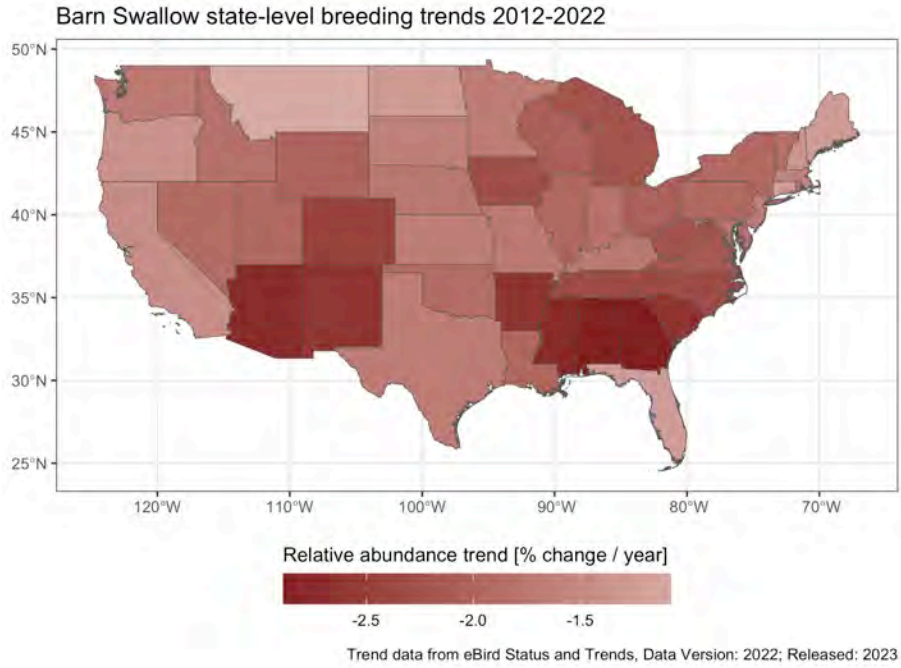 Barn Swallow state-level breeding trends 2012-2022
50°N
45°N
40°N
35°N
30°N
25°N
120°W 110°W 100°W 90°W 80°W 70°W
Relative abundance trend [% change / year]
-2.5 -2.0 -1.5
Trend data from eBird Status and Trends, Data Version: 2022; Released: 2023